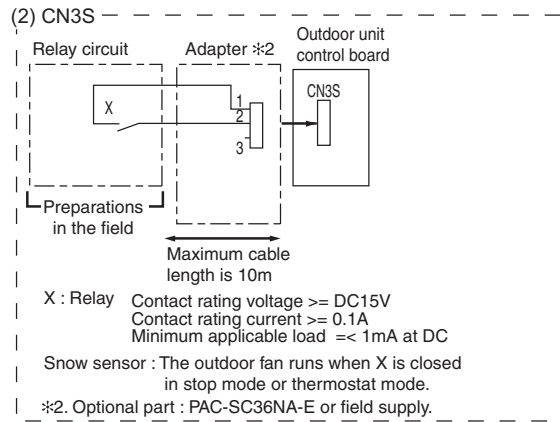 (2) CN3S
Relay circuit
Adapter ✻2
Outdoor unit
control board
X
1
2
3
CN3S
Preparations
in the field
Maximum cable
length is 10m
X : Relay
Contact rating voltage >= DC15V
Contact rating current >= 0.1A
Minimum applicable load =< 1mA at DC
Snow sensor : The outdoor fan runs when X is closed
in stop mode or thermostat mode.
✻2. Optional part : PAC-SC36NA-E or field supply.